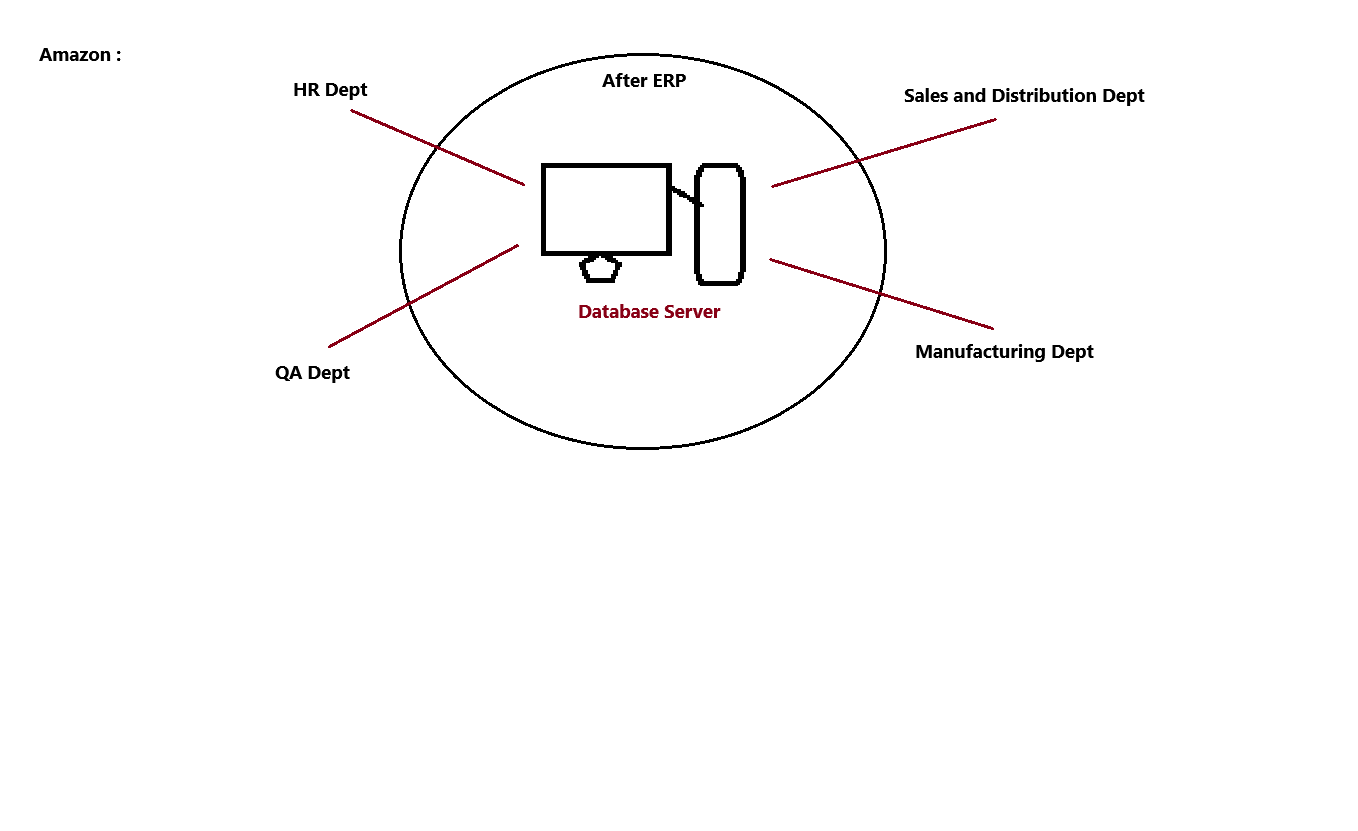 Amazon :
After ERP
HR Dept
Sales and Distribution Dept
Database Server
Manufacturing Dept
QA Dept